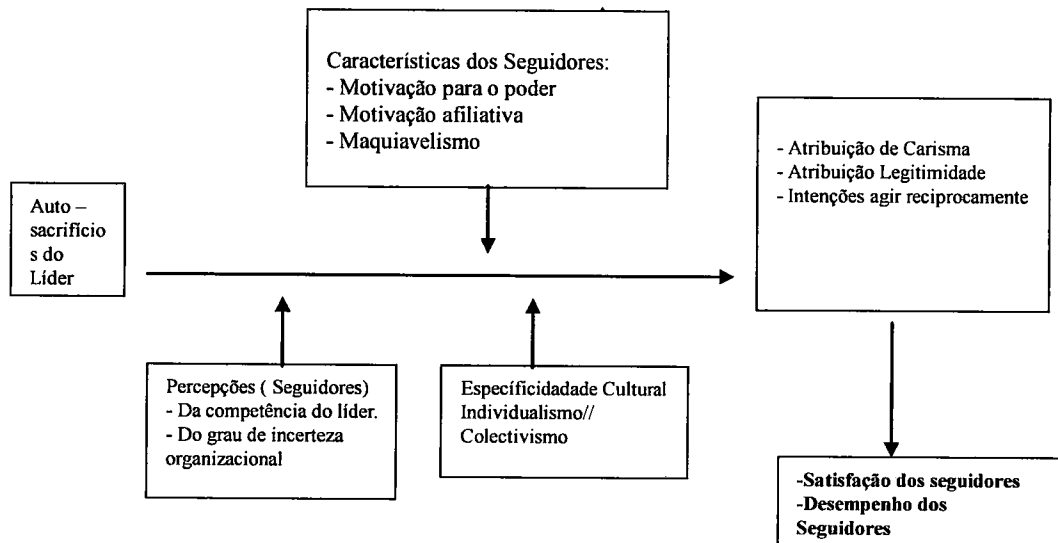 Características dos Seguidores:
- Motivação para o poder
- Motivação afiliativa
- Maquiavelismo
- Atribuição de Carisma
- Atribuição Legitimidade
- Intenções agir reciprocamente
Auto –
sacrifício
s do
Líder
Percepções ( Seguidores)
- Da competência do líder.
- Do grau de incerteza
organizacional
Específicidadade Cultural
Individualismo//
Colectivismo
-Satisfação dos seguidores
-Desempenho dos
Seguidores